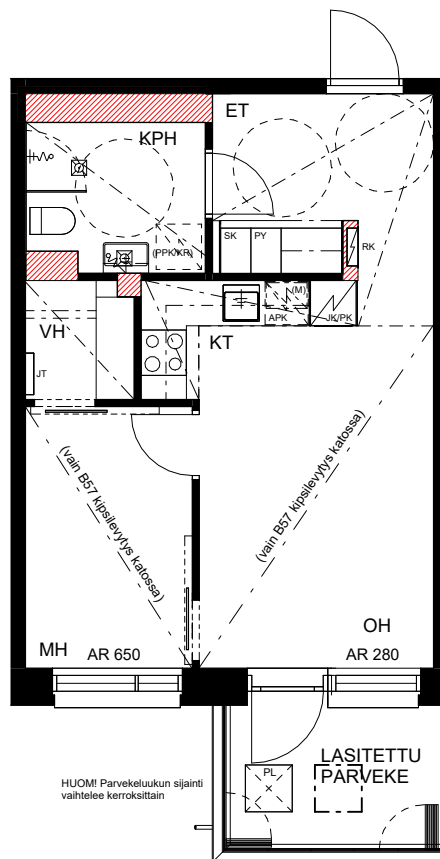 ET
KPH
SK
PY
RK
(PPK/KR)
(M)
VH
KT
APK
JK/PK
JT
(vain B57 kipsilevytys katossa)
(vain B57 kipsilevytys katossa)
OH
MH
AR 650
AR 280
LASITETTU
PARVEKE
PL
HUOM! Parvekeluukun sijainti
vaihtelee kerroksittain